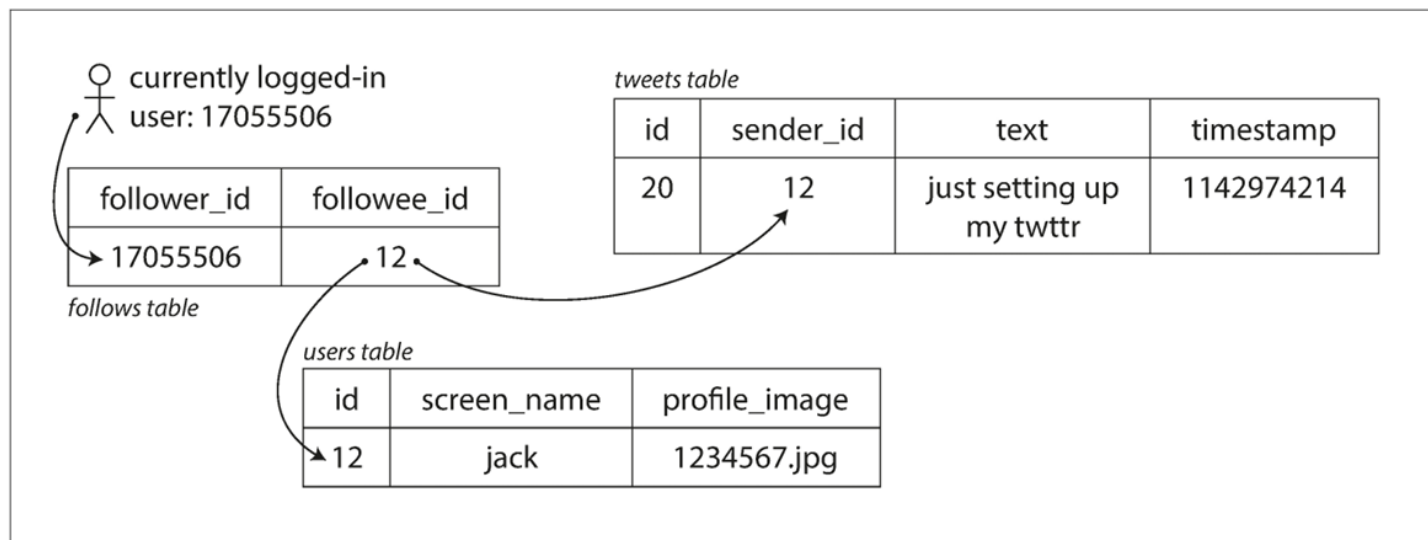 currently logged-in
user: 17055506
follower_id followee_id
17055506 12
follows table
tweets table
id sender_id text timestamp
20 12 just setting up 1142974214
my twttr
users table
id screen_name profile_image
12 jack 1234567.jpg